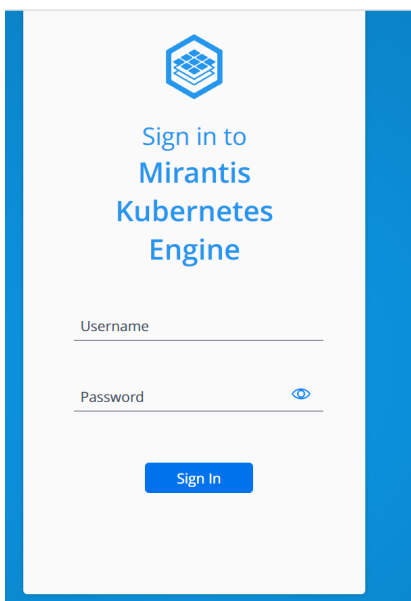 Sign in to
Mirantis
Kubernetes
Engine
Username
Password
Sign In